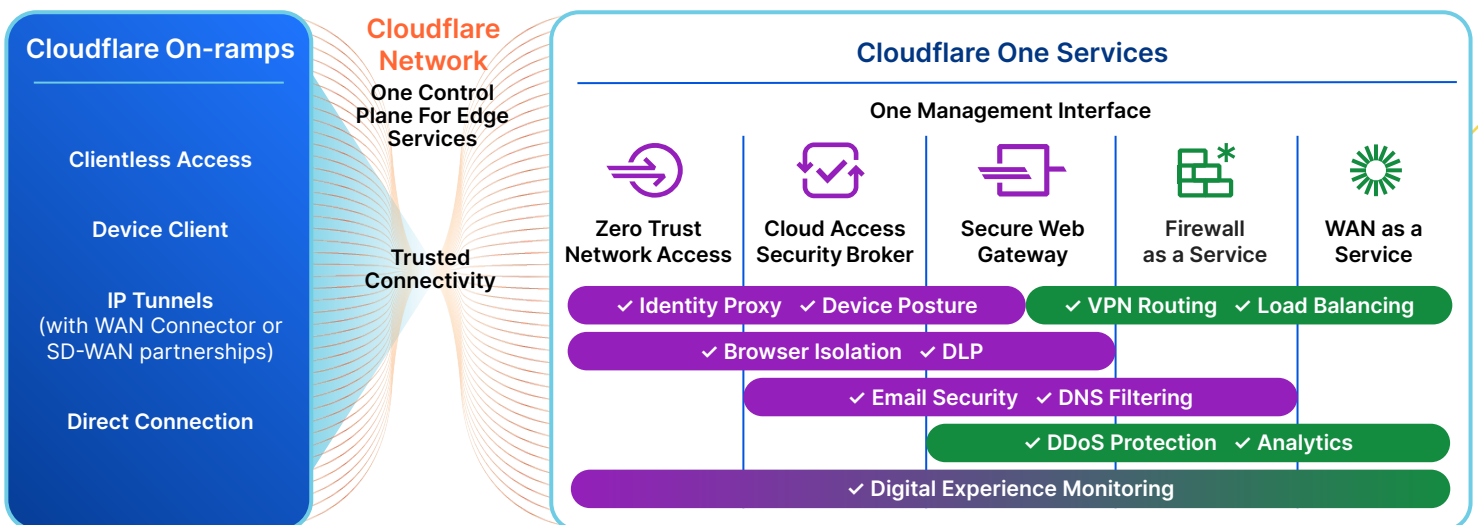 Cloudflare On-ramps
Clientless Access
Device Client
IP Tunnels
(with WAN Connector or
SD-WAN partnerships)
Direct Connection
Cloudflare
Network
One Control
Plane For Edge
Services
Trusted
Connectivity
Cloudflare One Services
One Management Interface
Zero Trust
Network Access
Cloud Access
Security Broker
Secure Web
Gateway
Firewall
as a Service
WAN as a
Service
✓ Identity Proxy ✓ Device Posture
✓ VPN Routing ✓ Load Balancing
✓ Browser Isolation ✓ DLP
✓ Email Security ✓ DNS Filtering
✓ DDoS Protection ✓ Analytics
✓ Digital Experience Monitoring